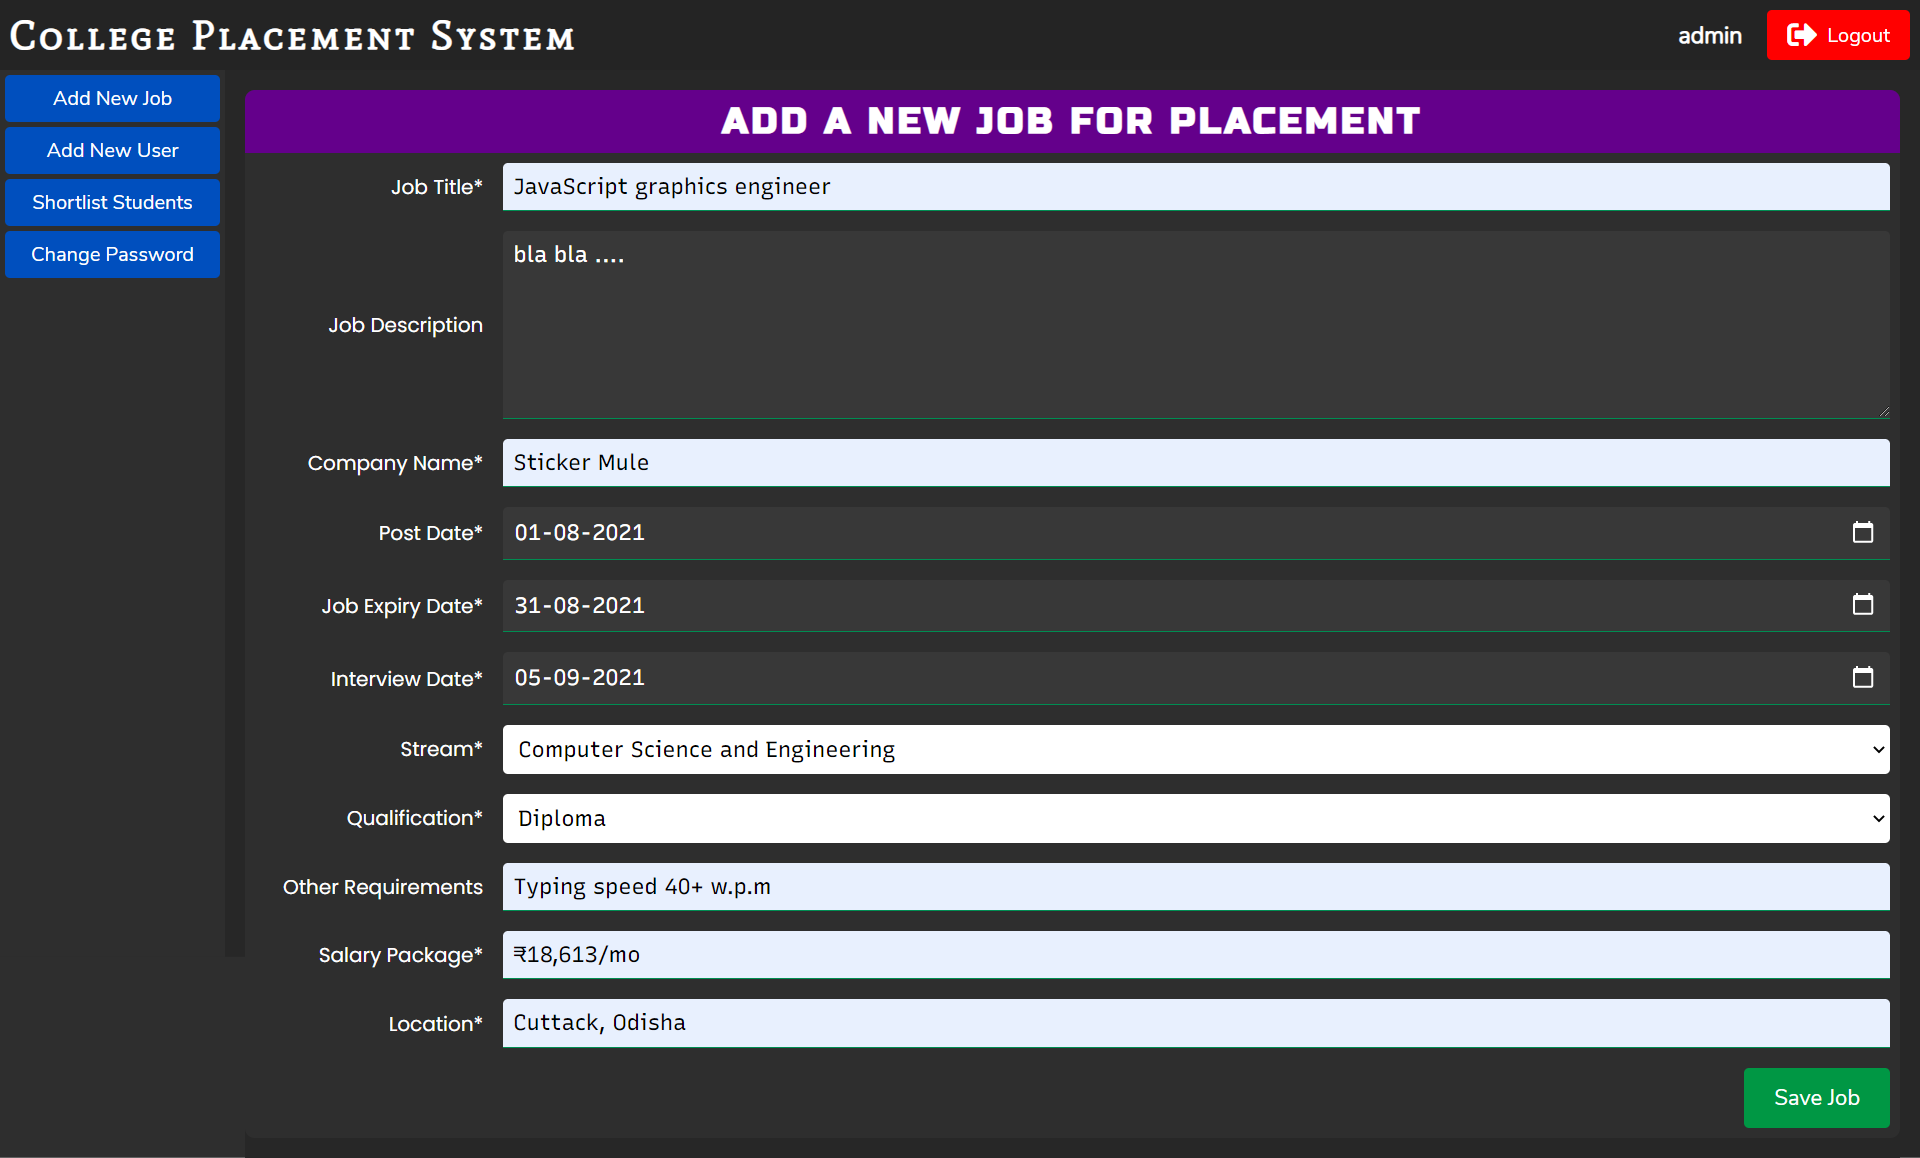 College Placement System
admin
Logout
Add New Job
Add New User
Shortlist Students
Change Password
ADD A NEW JOB FOR PLACEMENT
Job Title* JavaScript graphics engineer
Job Description bla bla ....
Company Name* Sticker Mule
Post Date* 01-08-2021
Job Expiry Date* 31-08-2021
Interview Date* 05-09-2021
Stream* Computer Science and Engineering
Qualification* Diploma
Other Requirements Typing speed 40+ w.p.m
Salary Package* ₹18,613/mo
Location* Cuttack, Odisha
Save Job